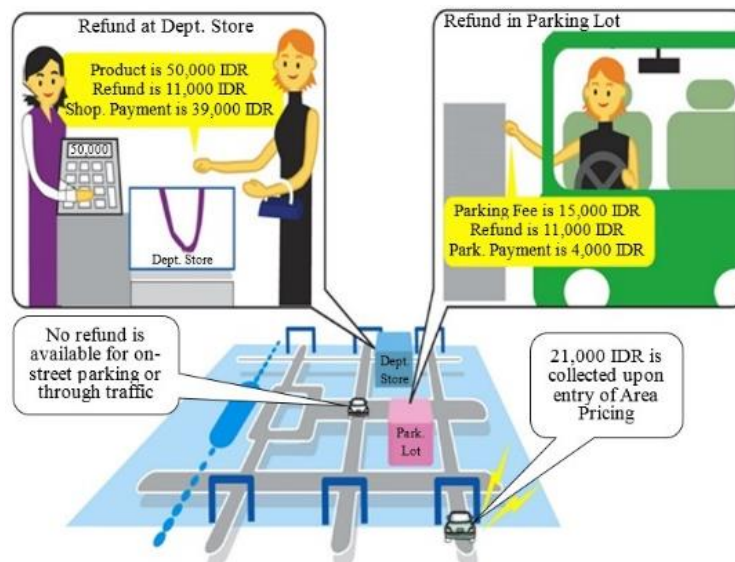 Refund at Dept. Store
Product is 50,000 IDR
Refund is 11,000 IDR
Shop. Payment is 39,000 IDR
50,000
Dept. Store
Refund in Parking Lot
Parking Fee is 15,000 IDR
Refund is 11,000 IDR
Park. Payment is 4,000 IDR
No refund is
available for on-
street parking or
through traffic
Dept.
Store
Park.
Lot
21,000 IDR is
collected upon
entry of Area
Pricing